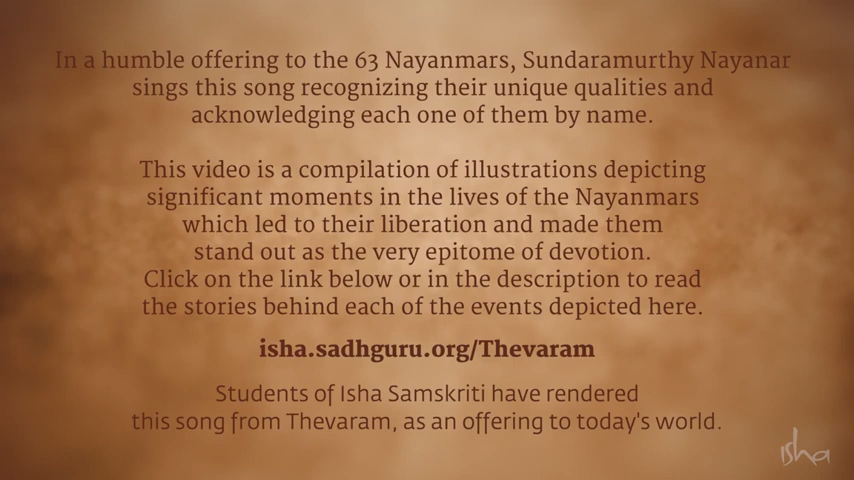 In a humble offering to the 63 Nayanmars, Sundaramurthy Nayanar
sings this song recognizing their unique qualities and
acknowledging each one of them by name.
This video is a compilation of illustrations depicting
significant moments in the lives of the Nayanmars
which led to their liberation and made them
stand out as the very epitome of devotion.
Click on the link below or in the description to read
the stories behind each of the events depicted here.
isha.sadhguru.org/Thevaram
Students of Isha Samskriti have rendered
this song from Thevaram, as an offering to today's world.
isha